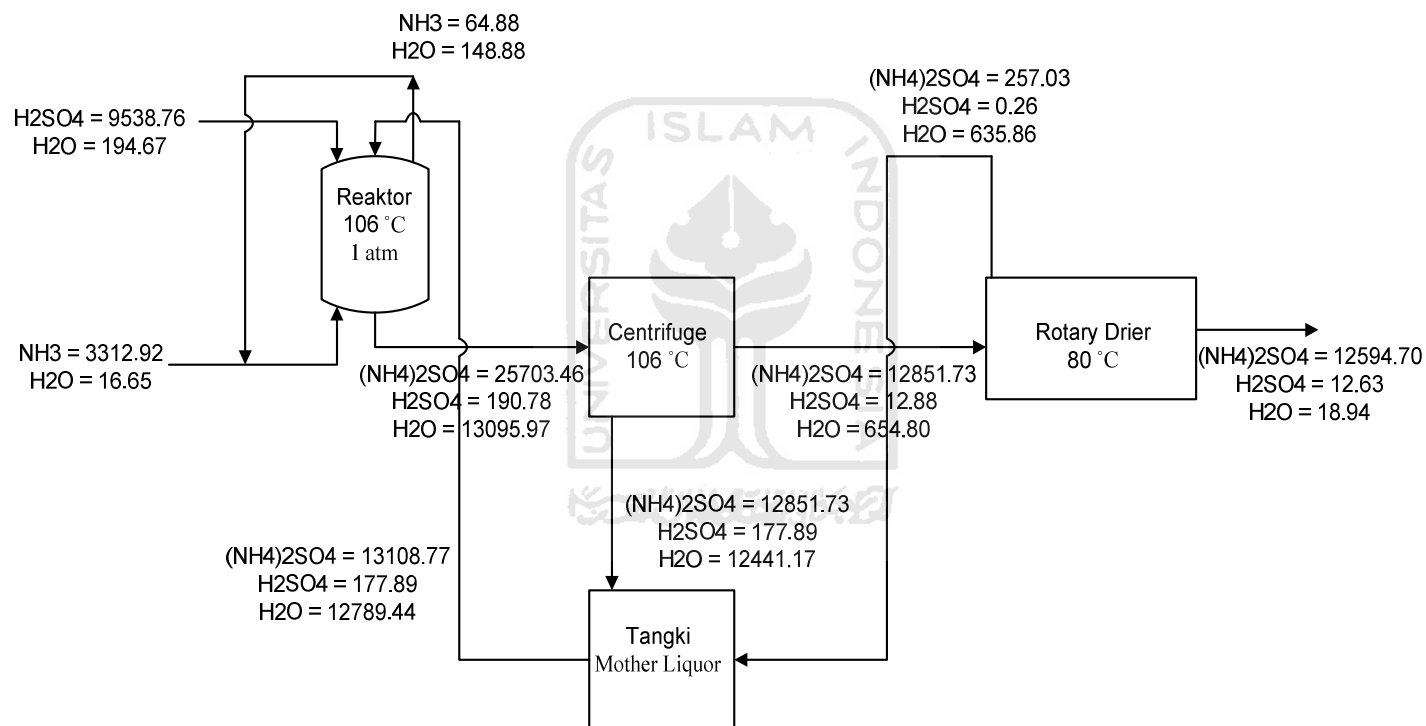 NH3 = 64.88
H2O = 148.88
(NH4)2SO4 = 257.03
H2SO4 = 0.26
H2O = 635.86
H2SO4 = 9538.76
H2O = 194.67
ISLAM
UNIVERSITAS
INDONESIA
Reaktor
106 °C
1 atm
Centrifuge
106 °C
Rotary Drier
80 °C
NH3 = 3312.92
H2O = 16.65
(NH4)2SO4 = 25703.46
H2SO4 = 190.78
H2O = 13095.97
(NH4)2SO4 = 12851.73
H2SO4 = 12.88
H2O = 654.80
(NH4)2SO4 = 12594.70
H2SO4 = 12.63
H2O = 18.94
(NH4)2SO4 = 12851.73
H2SO4 = 177.89
H2O = 12441.17
(NH4)2SO4 = 13108.77
H2SO4 = 177.89
H2O = 12789.44
Tangki
Mother Liquor